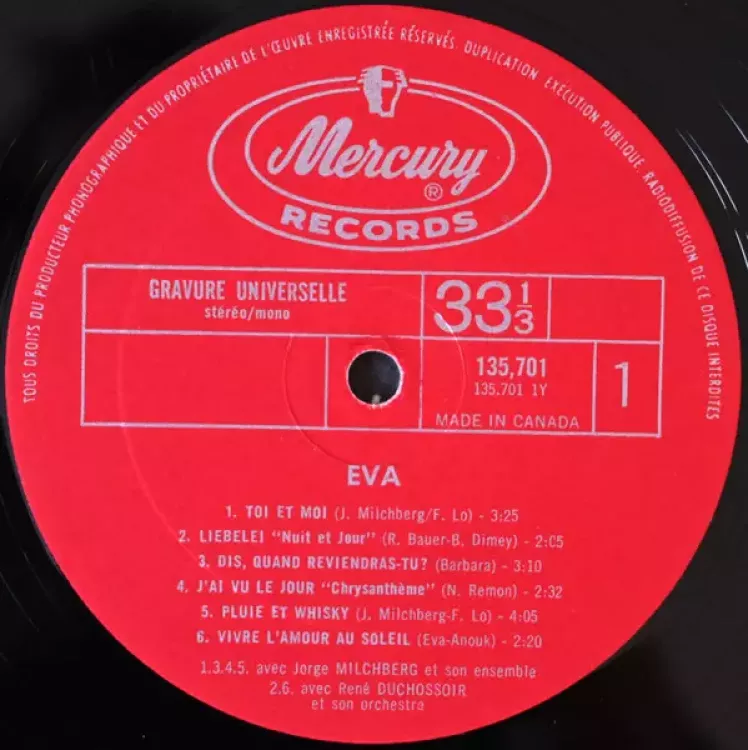 TOUS DROITS DU PRODUCTEUR PHONOGRAPHIQUE ET DU PROPRIÉTAIRE DE L'ŒUVRE ENREGISTRÉE RÉSERVÉS. DUPLICATION, EXÉCUTION PUBLIQUE, RADIODIFFUSION DE CE DISQUE INTERDITES
Mercury ®
RECORDS
GRAVURE UNIVERSELLE
stéréo/mono
33 1/3
135,701
135.701 1Y
1
MADE IN CANADA
EVA
1. TOI ET MOI (J. Milchberg/F. Lo) - 3:25
2. LIEBELEI "Nuit et Jour" (R. Bauer-B. Dimey) - 2:05
3. DIS, QUAND REVIENDRAS-TU? (Barbara) - 3:10
4. J'AI VU LE JOUR "Chrysanthème" (N. Remon) - 2:32
5. PLUIE ET WHISKY (J. Milchberg-F. Lo) - 4:05
6. VIVRE L'AMOUR AU SOLEIL (Eva-Anouk) - 2:20
1.3.4.5. avec Jorge MILCHBERG et son ensemble
2.6. avec René DUCHOSSOIR
et son orchestre